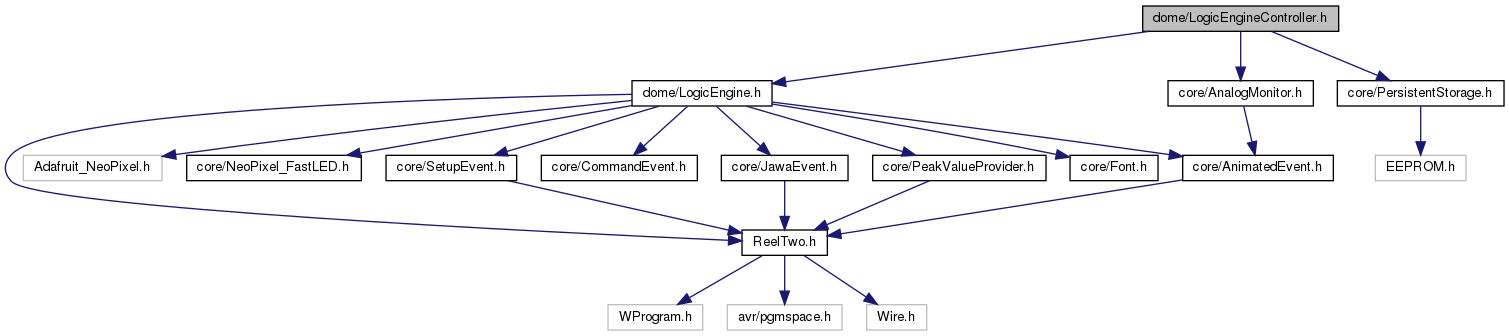 dome/LogicEngineController.h
dome/LogicEngine.h
core/AnalogMonitor.h
core/PersistentStorage.h
Adafruit_NeoPixel.h
core/NeoPixel_FastLED.h
core/SetupEvent.h
core/CommandEvent.h
core/JawaEvent.h
core/PeakValueProvider.h
core/Font.h
core/AnimatedEvent.h
EEPROM.h
ReelTwo.h
WProgram.h
avr/pgmspace.h
Wire.h